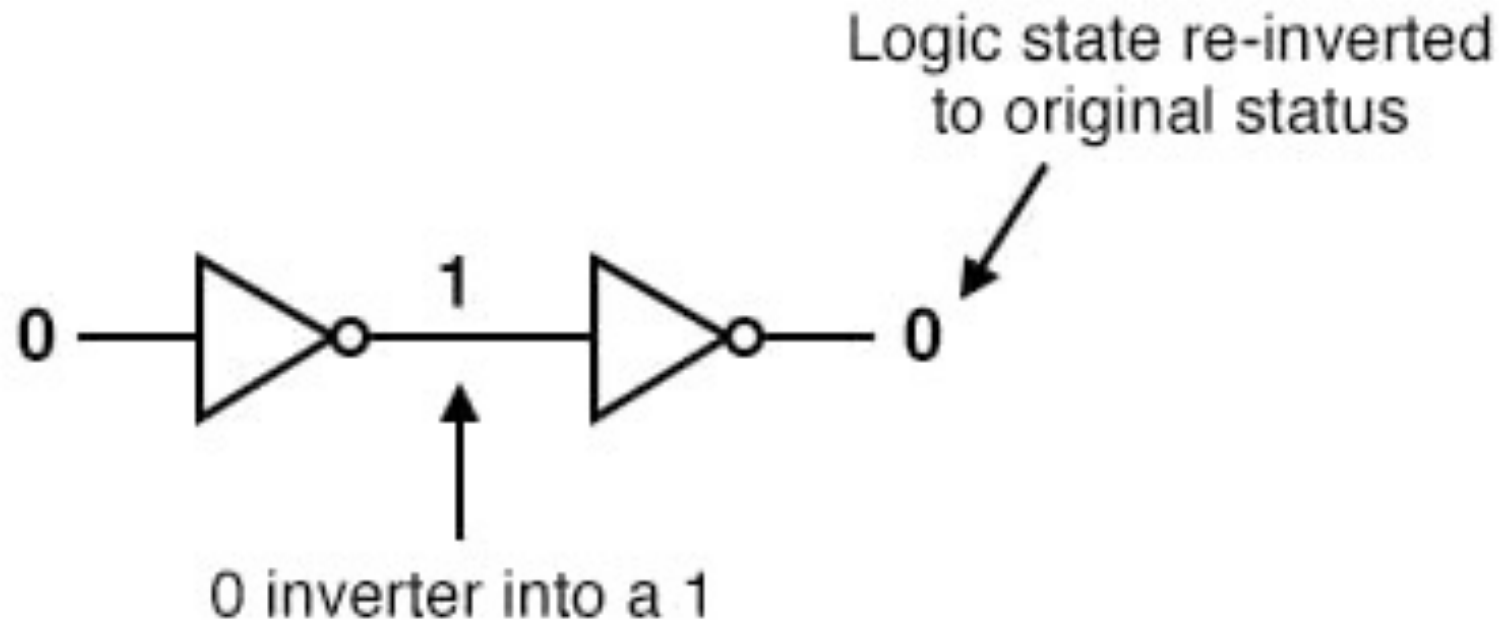 Logic state re-inverted
to original status
0 1 0
0 inverter into a 1